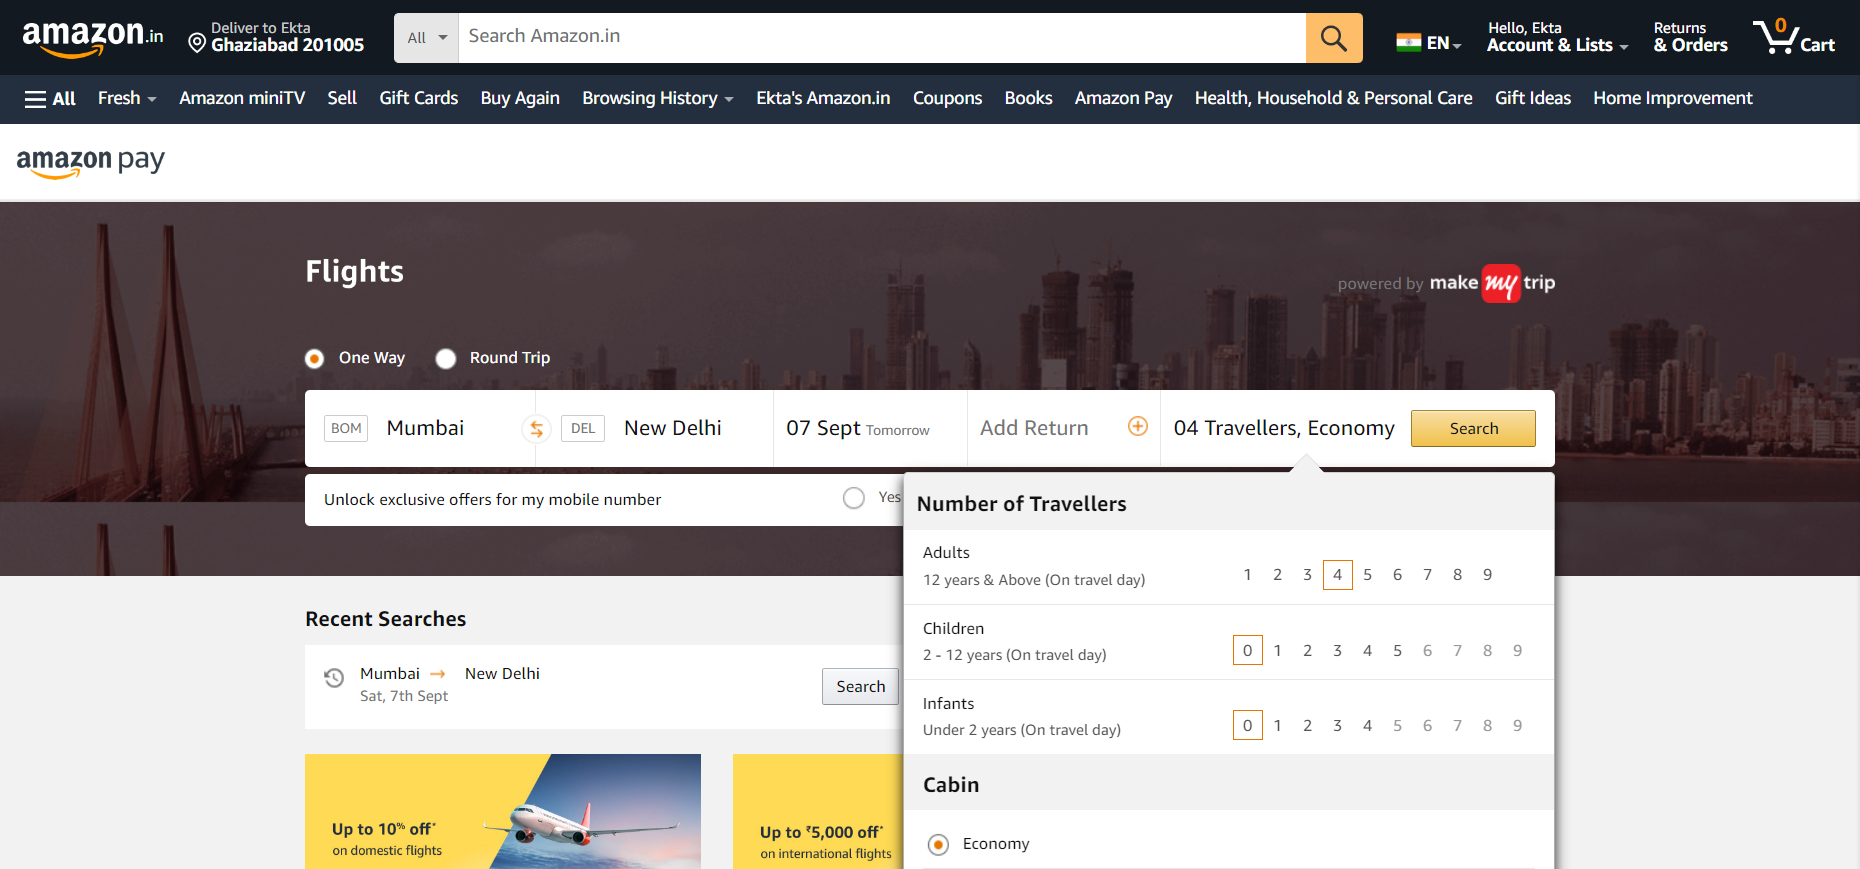 amazon.in
Deliver to Ekta
Ghaziabad 201005
All
Search Amazon.in
EN
Hello, Ekta
Account & Lists
Returns
& Orders
0
Cart
All Fresh Amazon miniTV Sell Gift Cards Buy Again Browsing History Ekta's Amazon.in Coupons Books Amazon Pay Health, Household & Personal Care Gift Ideas Home Improvement
amazon pay
Flights
powered by make my trip
One Way Round Trip
BOM Mumbai DEL New Delhi 07 Sept Tomorrow Add Return 04 Travellers, Economy Search
Unlock exclusive offers for my mobile number Yes
Number of Travellers
Adults
12 years & Above (On travel day)
1 2 3 4 5 6 7 8 9
Children
2 - 12 years (On travel day)
0 1 2 3 4 5 6 7 8 9
Infants
Under 2 years (On travel day)
0 1 2 3 4 5 6 7 8 9
Cabin
Economy
Recent Searches
Mumbai → New Delhi
Sat, 7th Sept
Search
Up to 10% off*
on domestic flights
Up to ₹5,000 off*
on international flights